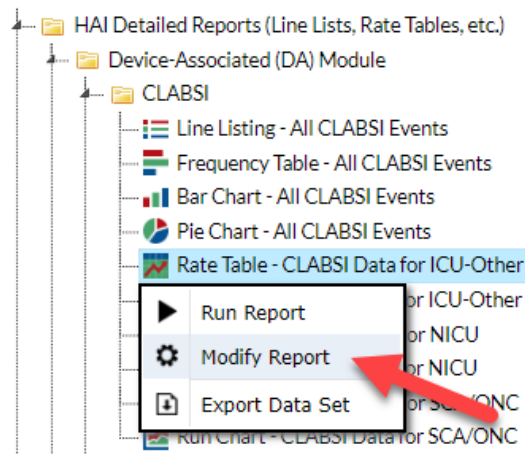 HAI Detailed Reports (Line Lists, Rate Tables, etc.)
Device-Associated (DA) Module
CLABSI
Line Listing - All CLABSI Events
Frequency Table - All CLABSI Events
Bar Chart - All CLABSI Events
Pie Chart - All CLABSI Events
Rate Table - CLABSI Data for ICU-Other
Run Report
or ICU-Other
or NICU
Modify Report
or NICU
Export Data Set
or SCA/ONC
Run Chart - CLABSI Data for SCA/ONC